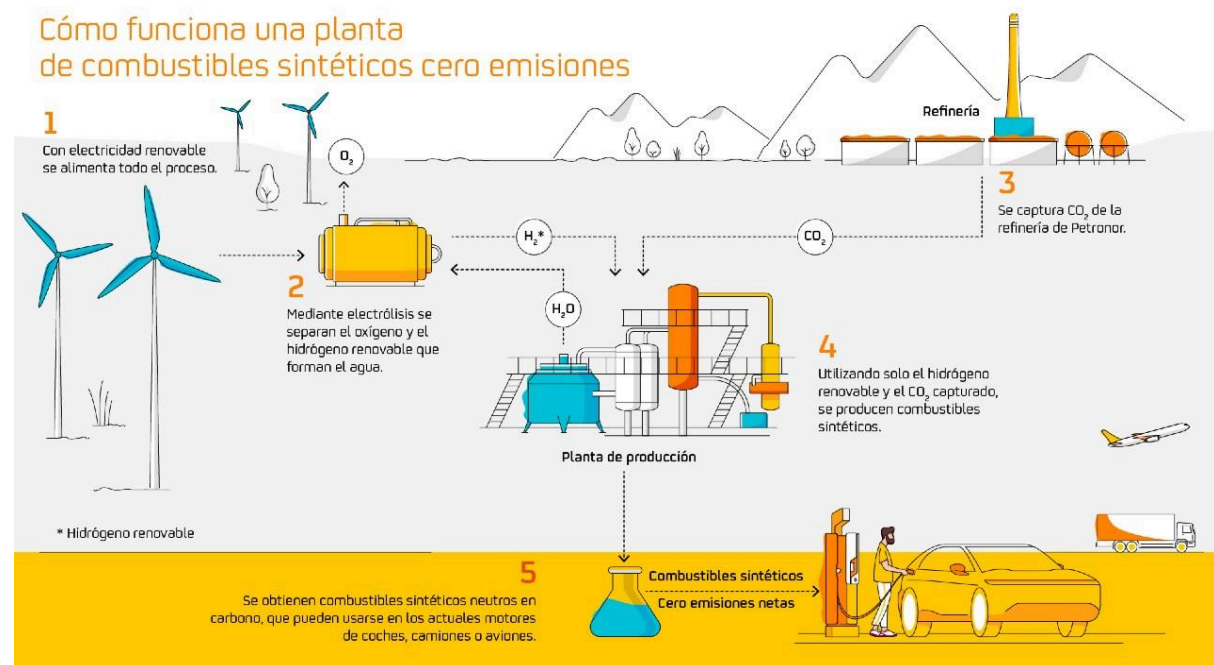 Cómo funciona una planta
de combustibles sintéticos cero emisiones
1
Con electricidad renovable
se alimenta todo el proceso.
O₂
Refinería
3
Se captura CO₂ de la
refinería de Petronor.
H₂*
CO₂
2
Mediante electrólisis se
separan el oxígeno y el
hidrógeno renovable que
forman el agua.
H₂O
4
Utilizando solo el hidrógeno
renovable y el CO₂ capturado,
se producen combustibles
sintéticos.
Planta de producción
* Hidrógeno renovable
5
Se obtienen combustibles sintéticos neutros en
carbono, que pueden usarse en los actuales motores
de coches, camiones o aviones.
Combustibles sintéticos
Cero emisiones netas